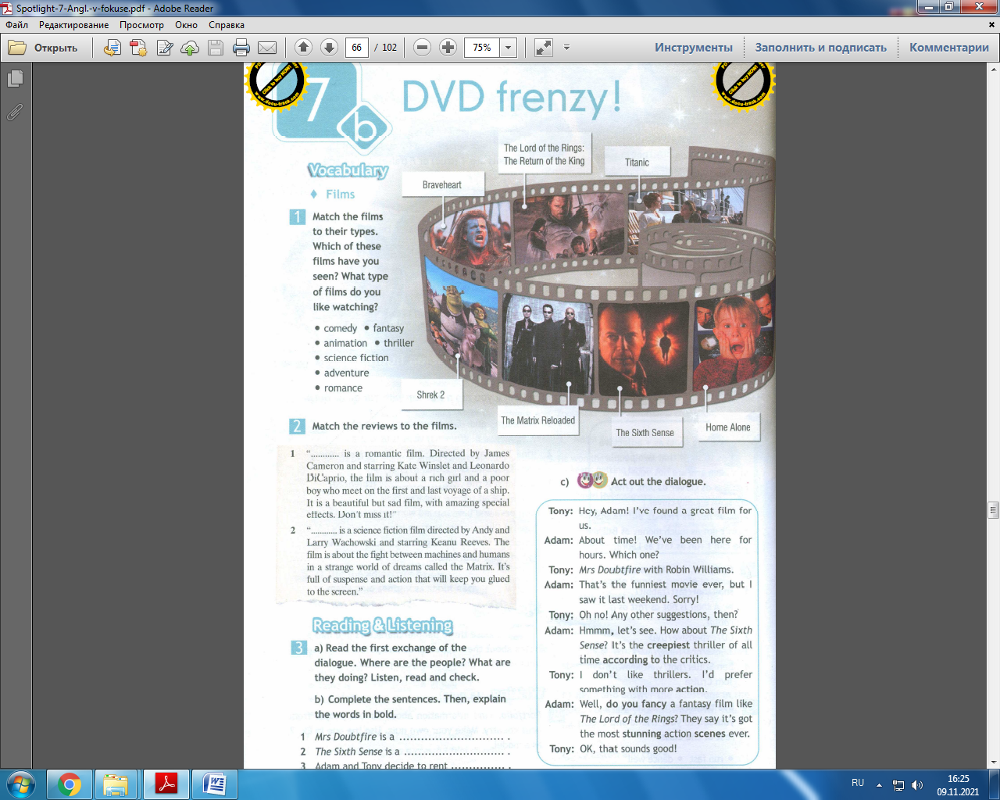 Spotlight-7-Angl.-v-fokuse.pdf - Adobe Reader
Файл Редактирование Просмотр Окно Справка
Открыть 66 / 102 75% Инструменты Заполнить и подписать Комментарии
Click to buy NOW!
www.docu-track.com
Click to buy NOW!
www.docu-track.com
7 b
DVD frenzy!
Vocabulary
♦ Films
1 Match the films
to their types.
Which of these
films have you
seen? What type
of films do you
like watching?
• comedy • fantasy
• animation • thriller
• science fiction
• adventure
• romance
Braveheart
The Lord of the Rings:
The Return of the King
Titanic
Shrek 2
The Matrix Reloaded
The Sixth Sense
Home Alone
2 Match the reviews to the films.
1 “............ is a romantic film. Directed by James
Cameron and starring Kate Winslet and Leonardo
DiCaprio, the film is about a rich girl and a poor
boy who meet on the first and last voyage of a ship.
It is a beautiful but sad film, with amazing special
effects. Don't miss it!”
2 “............ is a science fiction film directed by Andy and
Larry Wachowski and starring Keanu Reeves. The
film is about the fight between machines and humans
in a strange world of dreams called the Matrix. It's
full of suspense and action that will keep you glued
to the screen.”
Reading & Listening
3 a) Read the first exchange of the
dialogue. Where are the people? What are
they doing? Listen, read and check.
b) Complete the sentences. Then, explain
the words in bold.
1 Mrs Doubtfire is a ............................. .
2 The Sixth Sense is a ............................ .
3 Adam and Tony decide to rent ............... .
c) Act out the dialogue.
Tony: Hey, Adam! I've found a great film for
us.
Adam: About time! We've been here for
hours. Which one?
Tony: Mrs Doubtfire with Robin Williams.
Adam: That's the funniest movie ever, but I
saw it last weekend. Sorry!
Tony: Oh no! Any other suggestions, then?
Adam: Hmmm, let's see. How about The Sixth
Sense? It's the creepiest thriller of all
time according to the critics.
Tony: I don't like thrillers. I'd prefer
something with more action.
Adam: Well, do you fancy a fantasy film like
The Lord of the Rings? They say it's got
the most stunning action scenes ever.
Tony: OK, that sounds good!
RU 16:25
09.11.2021